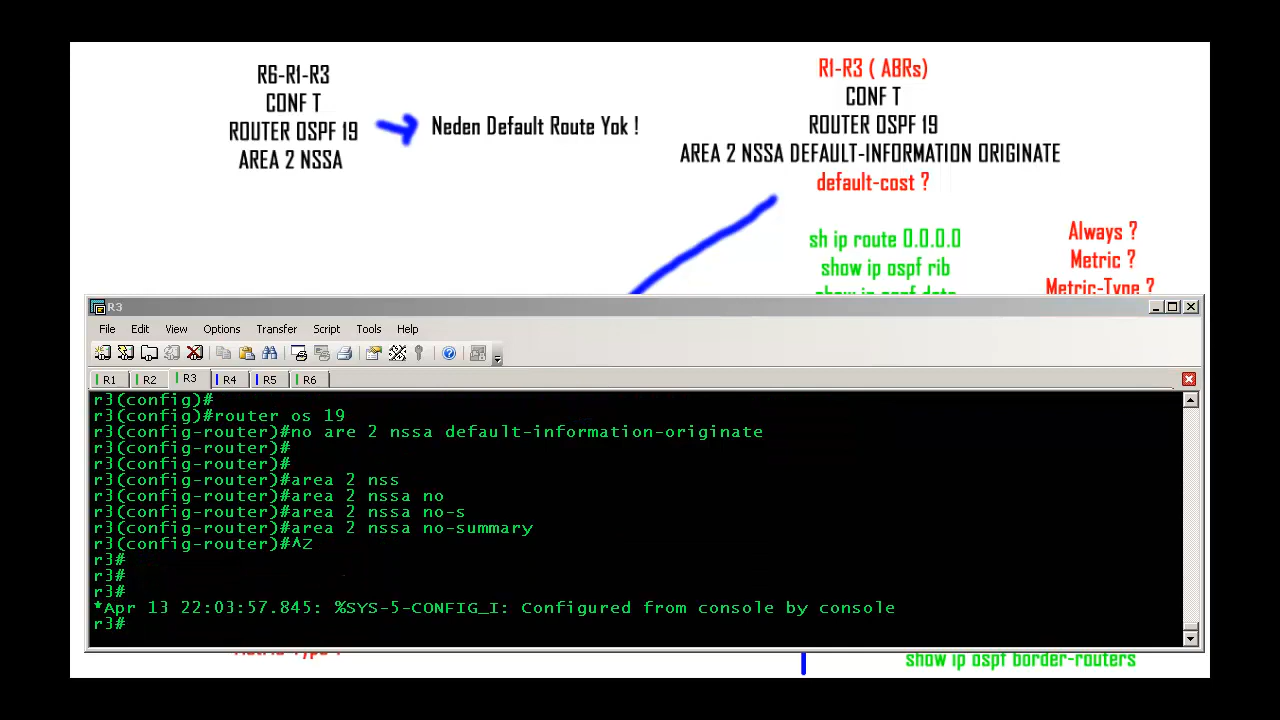 R6-R1-R3
CONF T
ROUTER OSPF 19
AREA 2 NSSA
Neden Default Route Yok !
R1-R3 ( ABRs)
CONF T
ROUTER OSPF 19
AREA 2 NSSA DEFAULT-INFORMATION ORIGINATE
default-cost ?
sh ip route 0.0.0.0
show ip ospf rib
show ip ospf data
Always ?
Metric ?
Metric-Type ?
R3
File Edit View Options Transfer Script Tools Help
R1 R2 R3 R4 R5 R6
r3(config)#
r3(config)#router os 19
r3(config-router)#no are 2 nssa default-information-originate
r3(config-router)#
r3(config-router)#
r3(config-router)#area 2 nss
r3(config-router)#area 2 nssa no
r3(config-router)#area 2 nssa no-s
r3(config-router)#area 2 nssa no-summary
r3(config-router)#^Z
r3#
r3#
r3#
*Apr 13 22:03:57.845: %SYS-5-CONFIG_I: Configured from console by console
r3#
Metric-Type ?
show ip ospf border-routers